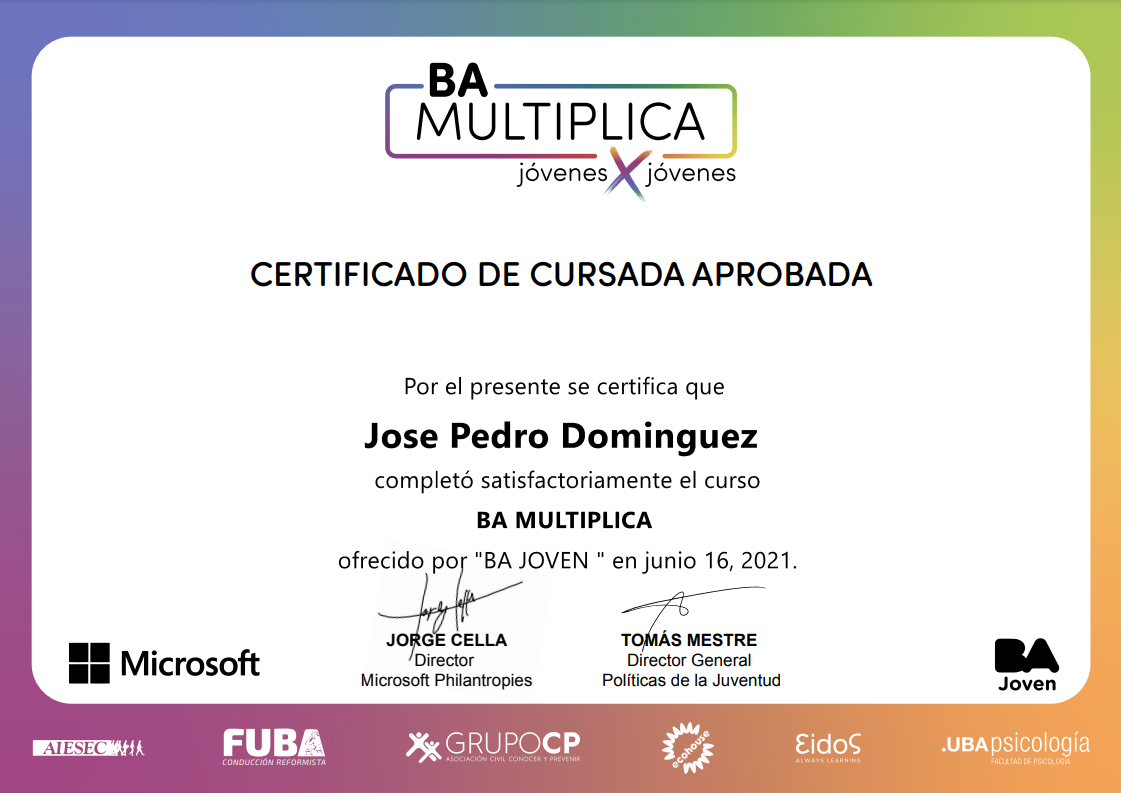 BA
MULTIPLICA
jóvenes X jóvenes
CERTIFICADO DE CURSADA APROBADA
Por el presente se certifica que
Jose Pedro Dominguez
completó satisfactoriamente el curso
BA MULTIPLICA
ofrecido por "BA JOVEN " en junio 16, 2021.
Jorge Cella
JORGE CELLA
Director
Microsoft Philantropies
TOMÁS MESTRE
Director General
Políticas de la Juventud
Microsoft
BA
Joven
AIESEC
FUBA
CONDUCCIÓN REFORMISTA
GRUPOCP
ASOCIACIÓN CIVIL CONOCER Y PREVENIR
ecohouse
Eidos
ALWAYS LEARNING
.UBApsicología
FACULTAD DE PSICOLOGÍA